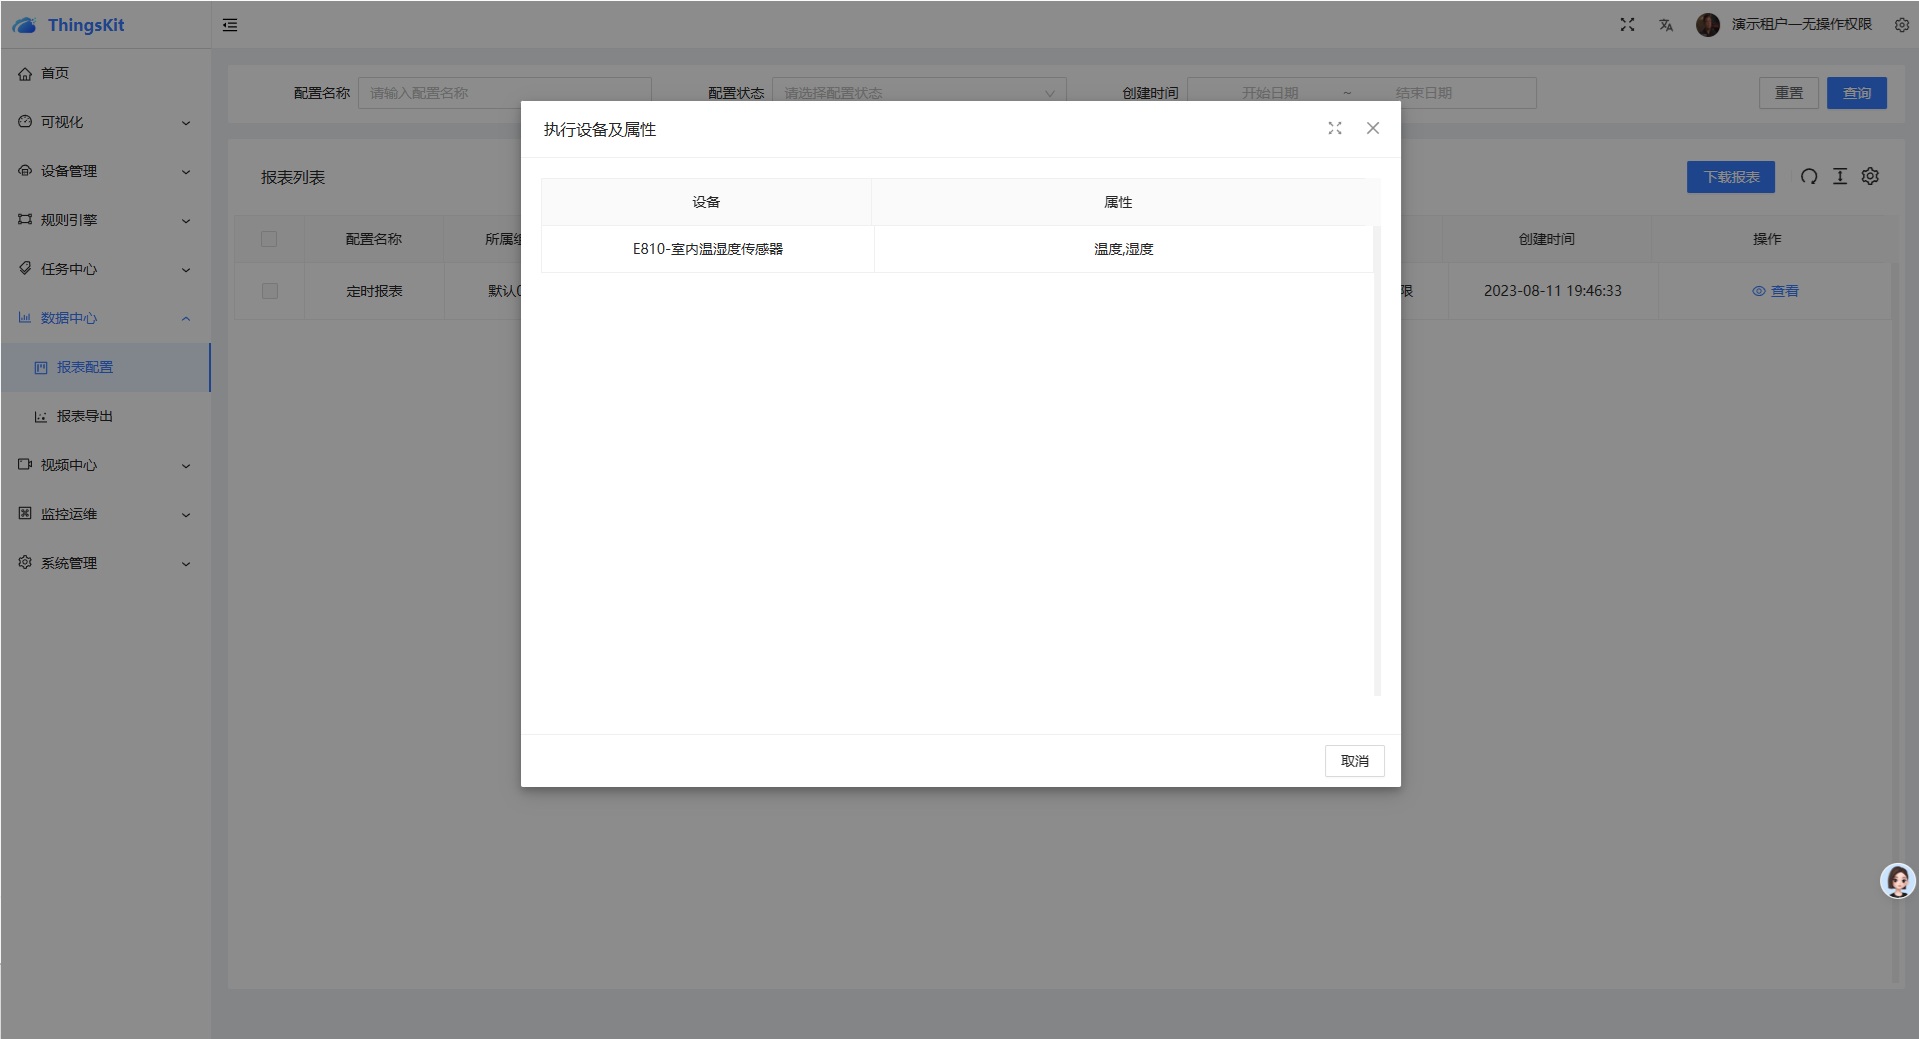 ThingsKit
演示租户一无操作权限
首页
可视化
设备管理
规则引擎
任务中心
数据中心
报表配置
报表导出
视频中心
监控运维
系统管理
配置名称 请输入配置名称 配置状态 请选择配置状态 创建时间 开始日期 ~ 结束日期 重置 查询
报表列表 下载报表
配置名称 所属组 创建时间 操作
定时报表 默认 限 2023-08-11 19:46:33 查看
执行设备及属性
设备 属性
E810-室内温湿度传感器 温度,湿度
取消